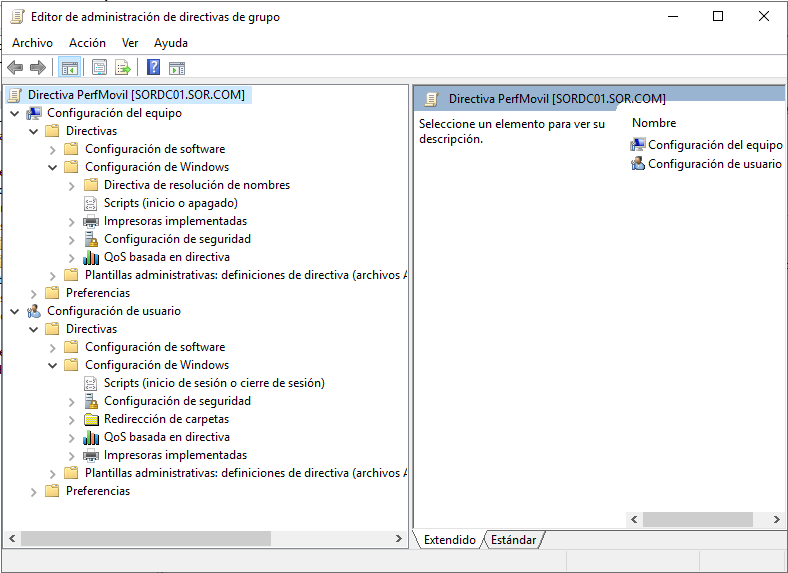 Editor de administración de directivas de grupo
Archivo Acción Ver Ayuda
Directiva PerfMovil [SORDC01.SOR.COM]
Configuración del equipo
Directivas
Configuración de software
Configuración de Windows
Directiva de resolución de nombres
Scripts (inicio o apagado)
Impresoras implementadas
Configuración de seguridad
QoS basada en directiva
Plantillas administrativas: definiciones de directiva (archivos A
Preferencias
Configuración de usuario
Directivas
Configuración de software
Configuración de Windows
Scripts (inicio de sesión o cierre de sesión)
Configuración de seguridad
Redirección de carpetas
QoS basada en directiva
Impresoras implementadas
Plantillas administrativas: definiciones de directiva (archivos A
Preferencias
Directiva PerfMovil [SORDC01.SOR.COM]
Seleccione un elemento para ver su
descripción.
Nombre
Configuración del equipo
Configuración de usuario
Extendido Estándar